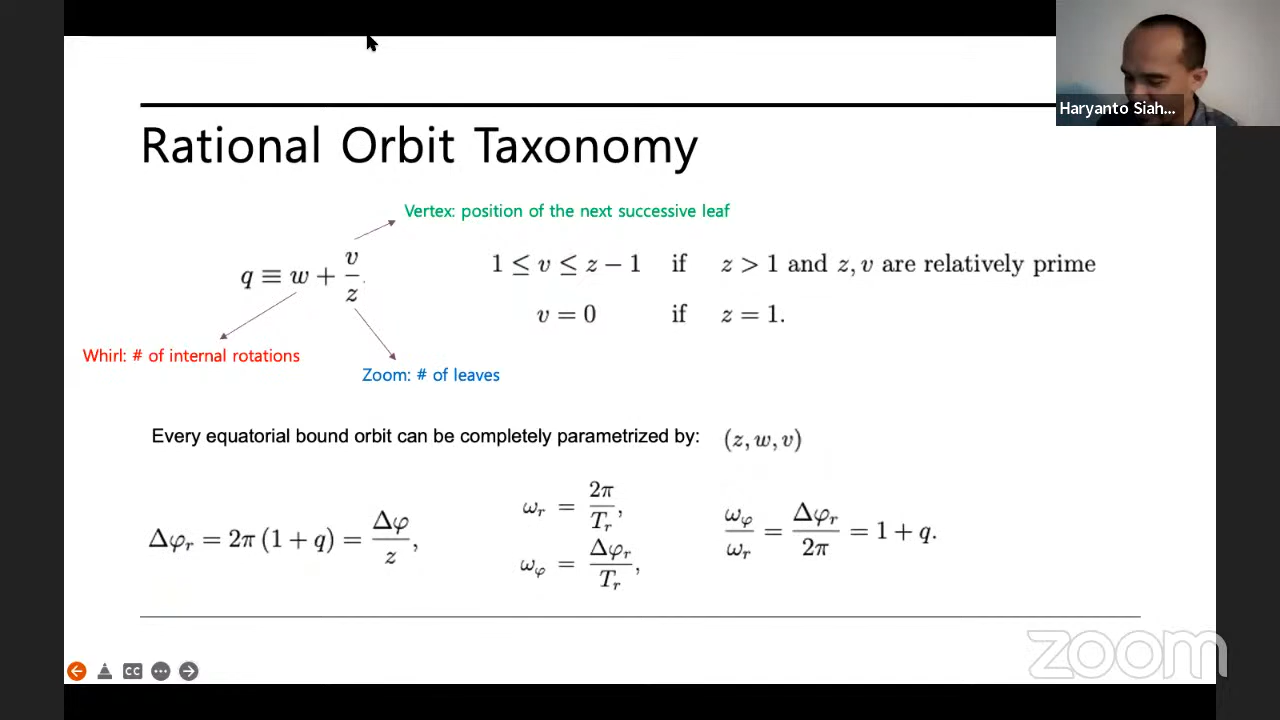 Haryanto Siah...
Rational Orbit Taxonomy
Vertex: position of the next successive leaf
q ≡ w + v/z.
1 ≤ v ≤ z − 1 if z > 1 and z, v are relatively prime
v = 0 if z = 1.
Whirl: # of internal rotations
Zoom: # of leaves
Every equatorial bound orbit can be completely parametrized by: (z, w, v)
Δφ_r = 2π (1 + q) = Δφ/z,
ω_r = 2π/T_r,
ω_φ = Δφ_r/T_r,
ω_φ/ω_r = Δφ_r/2π = 1 + q.
CC
zoom